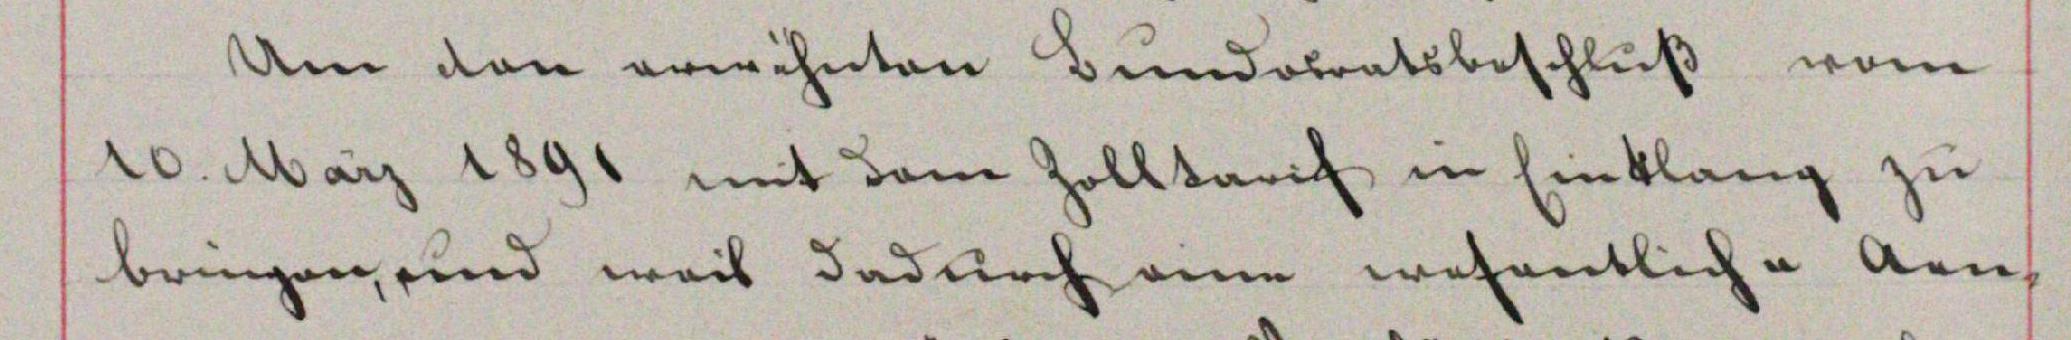 Um den erwähnten Bundesratsbeschluß vom
10. März 1891 mit dem Zolltarif in Einklang zu
bringen, und weil dadurch eine wesentliche Aen-